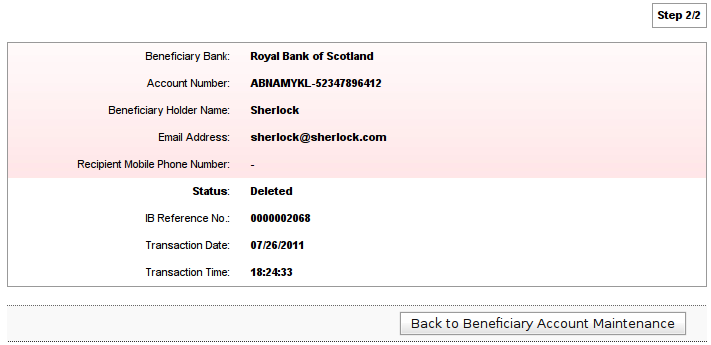 Step 2/2
Beneficiary Bank: Royal Bank of Scotland
Account Number: ABNAMYKL-52347896412
Beneficiary Holder Name: Sherlock
Email Address: sherlock@sherlock.com
Recipient Mobile Phone Number: -
Status: Deleted
IB Reference No.: 0000002068
Transaction Date: 07/26/2011
Transaction Time: 18:24:33
Back to Beneficiary Account Maintenance